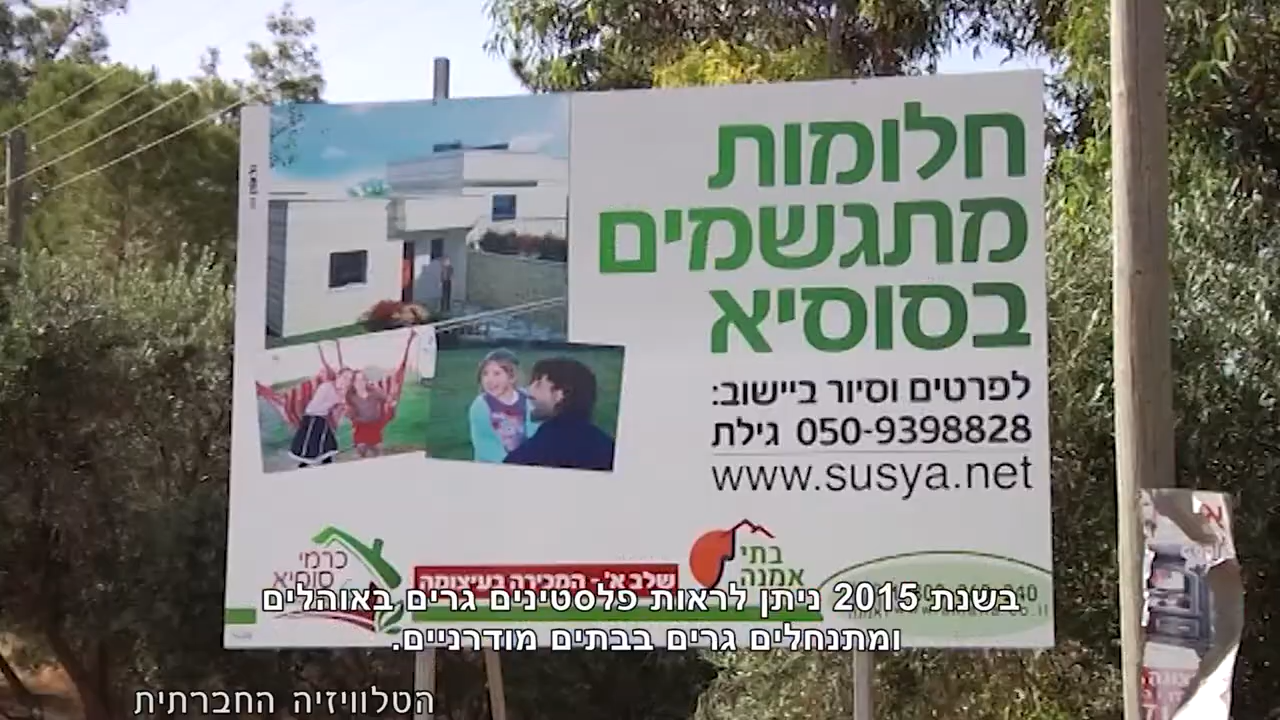 חלומות
מתגשמים
בסוסיא
לפרטים וסיור ביישוב:
050-9398828 גילת
www.susya.net
כרמי
סוסיא
שלב א'- המכירה בעיצומה
בתי
אמנה
בשנת 2015 ניתן לראות פלסטינים גרים באוהלים
ומתנחלים גרים בבתים מודרניים.
הטלוויזיה החברתית